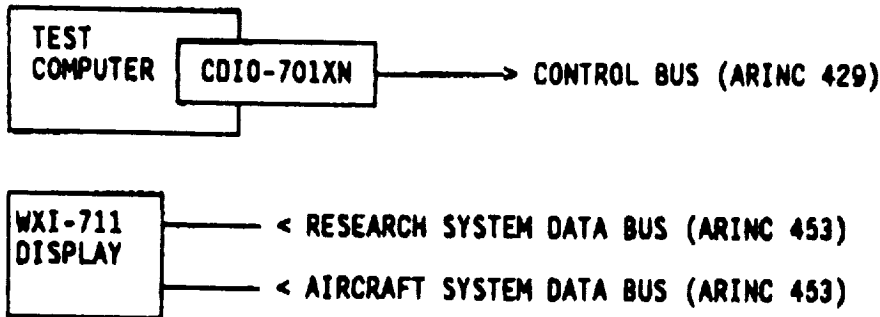 TEST
COMPUTER
CDIO-701XN
> CONTROL BUS (ARINC 429)
WXI-711
DISPLAY
< RESEARCH SYSTEM DATA BUS (ARINC 453)
< AIRCRAFT SYSTEM DATA BUS (ARINC 453)